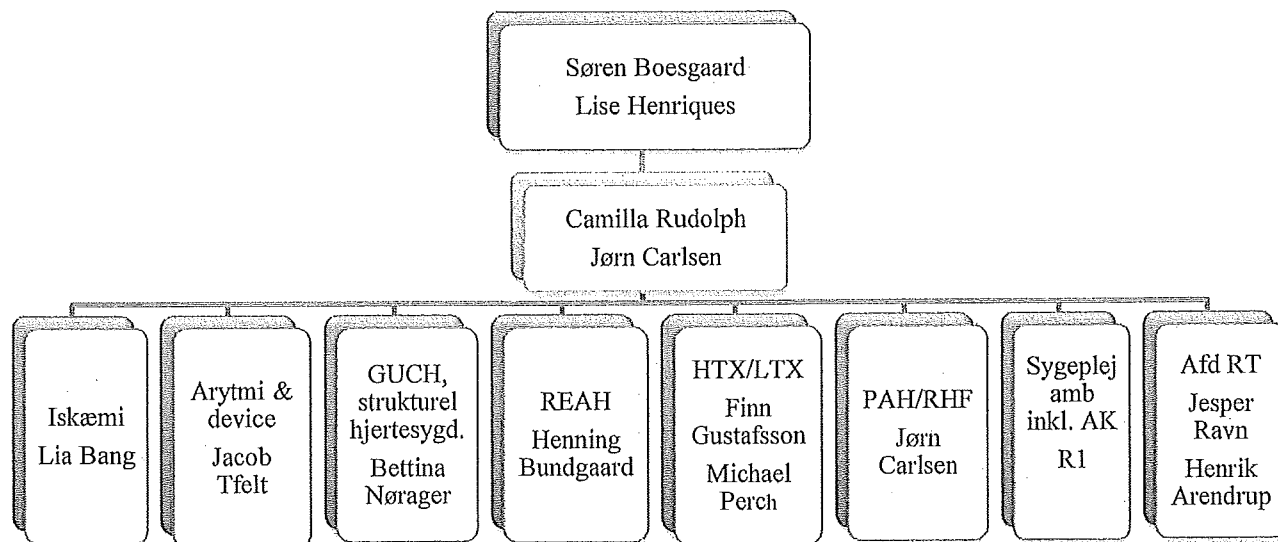 Søren Boesgaard
Lise Henriques
Camilla Rudolph
Jørn Carlsen
Iskæmi
Lia Bang
Arytmi &
device
Jacob
Tfelt
GUCH,
strukturel
hjertesygd.
Bettina
Nørager
REAH
Henning
Bundgaard
HTX/LTX
Finn
Gustafsson
Michael
Perch
PAH/RHF
Jørn
Carlsen
Sygeplej
amb
inkl. AK
R1
Afd RT
Jesper
Ravn
Henrik
Arendrup